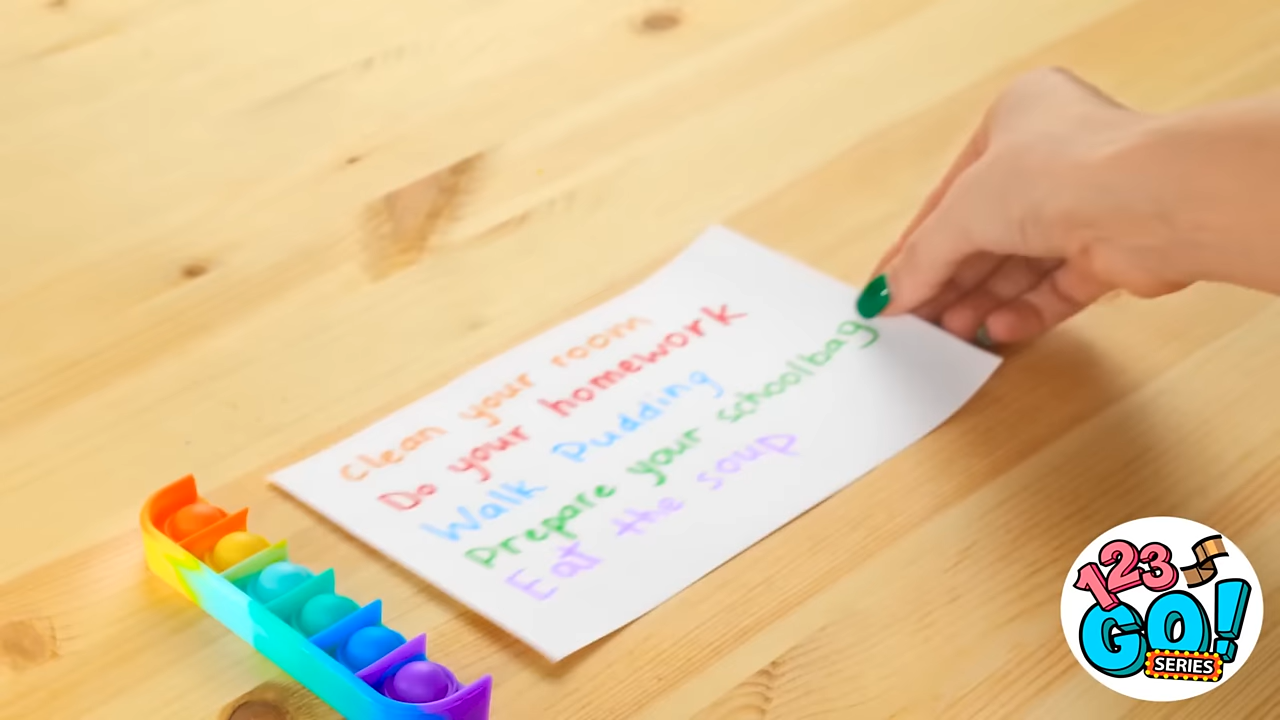 Clean your room
Do your homework
Walk Pudding
Prepare your schoolbag
Eat the soup
123
GO!
SERIES